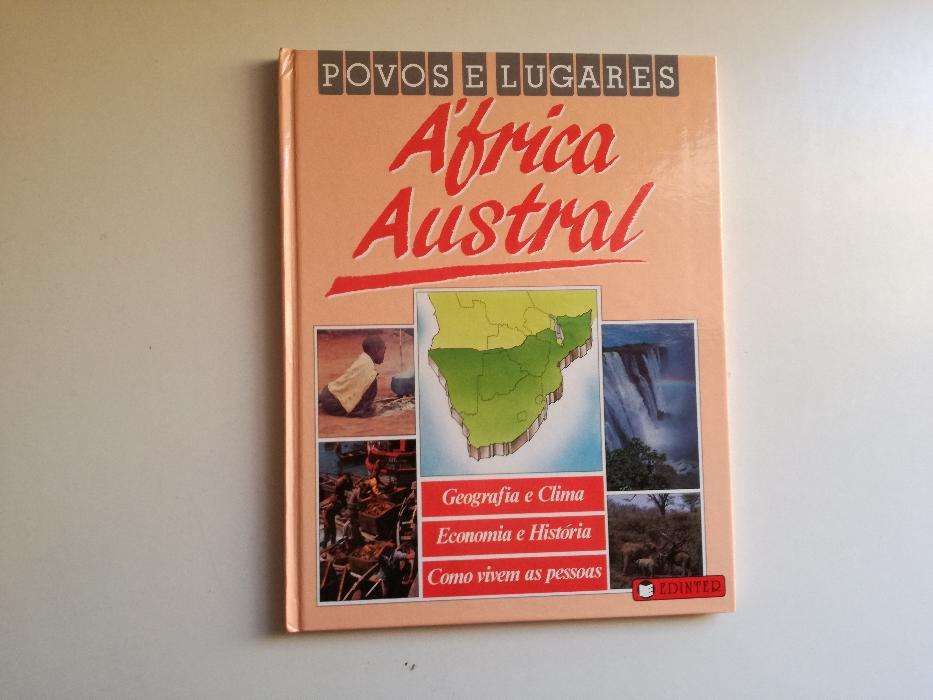 POVOS E LUGARES
África
Austral
Geografia e Clima
Economia e História
Como vivem as pessoas
EDINTER